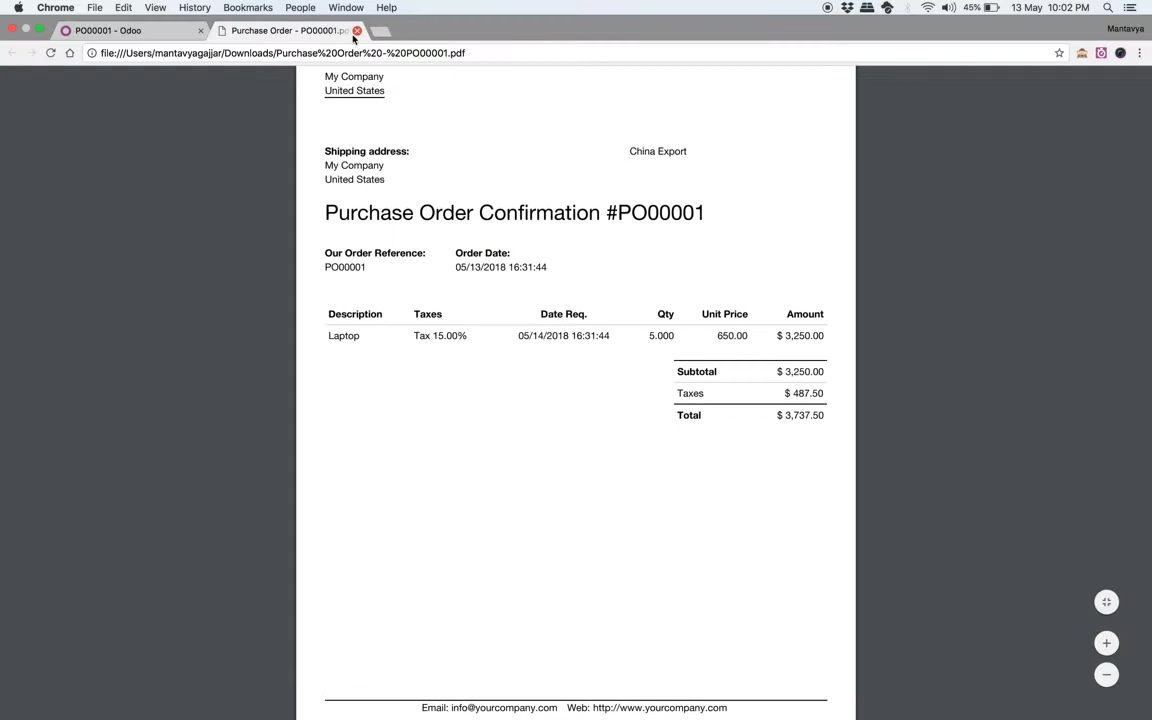 Chrome File Edit View History Bookmarks People Window Help 45% 13 May 10:02 PM
PO00001 - Odoo Purchase Order - PO00001.pd Mantavya
file:///Users/mantavyagajjar/Downloads/Purchase%20Order%20-%20PO00001.pdf
My Company
United States
Shipping address: China Export
My Company
United States
Purchase Order Confirmation #PO00001
Our Order Reference: Order Date:
PO00001 05/13/2018 16:31:44
Description Taxes Date Req. Qty Unit Price Amount
Laptop Tax 15.00% 05/14/2018 16:31:44 5.000 650.00 $ 3,250.00
Subtotal $ 3,250.00
Taxes $ 487.50
Total $ 3,737.50
Email: info@yourcompany.com Web: http://www.yourcompany.com